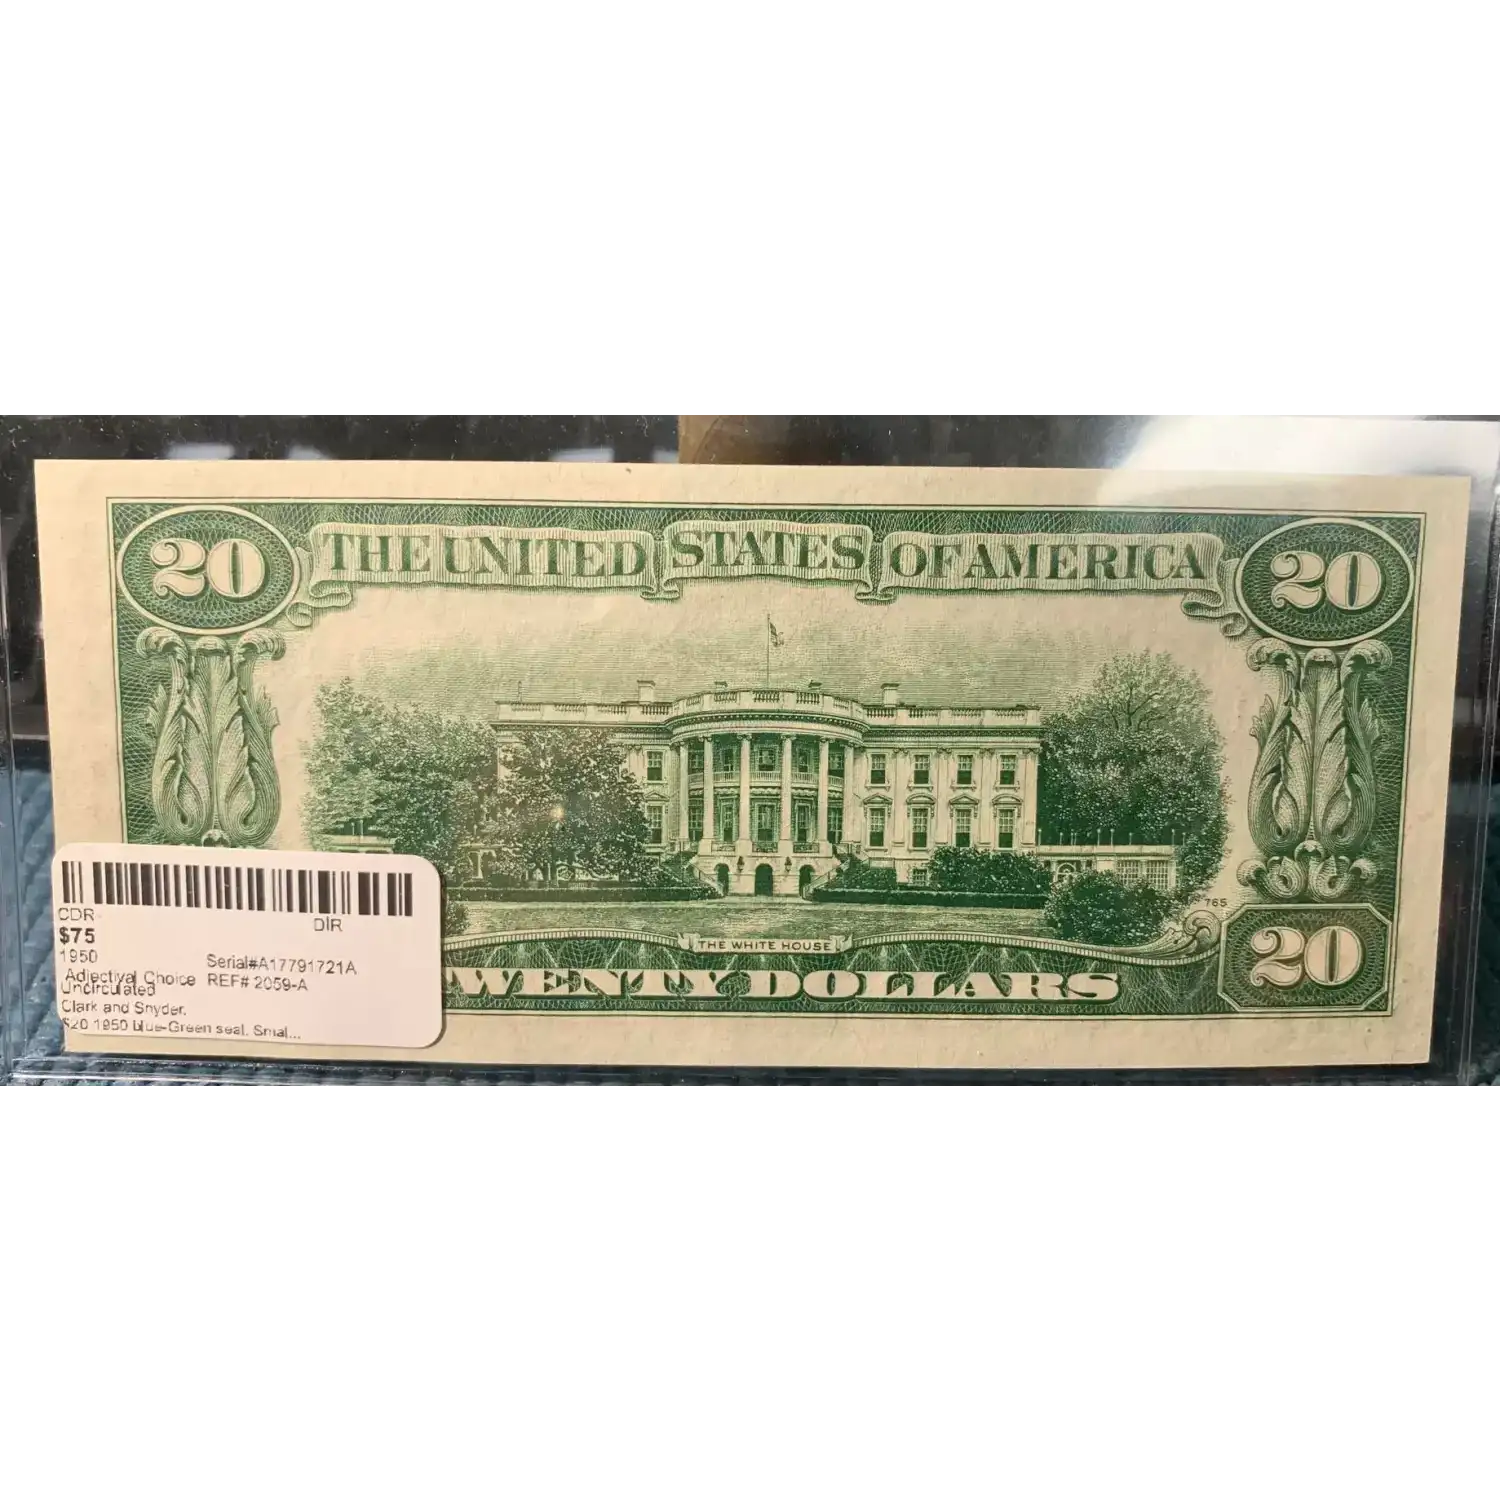 20 THE UNITED STATES OF AMERICA 20
765
THE WHITE HOUSE
TWENTY DOLLARS 20
CDR DIR
$75
1950 Serial#A17791721A
Adjectival Choice REF# 2059-A
Uncirculated
Clark and Snyder.
$20 1950 blue-Green seal. Smal...